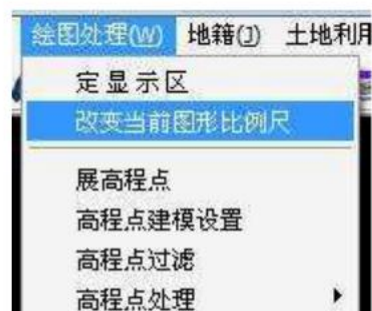 绘图处理(W) 地籍(J) 土地利用
定显示区
改变当前图形比例尺
展高程点
高程点建模设置
高程点过滤
高程点处理